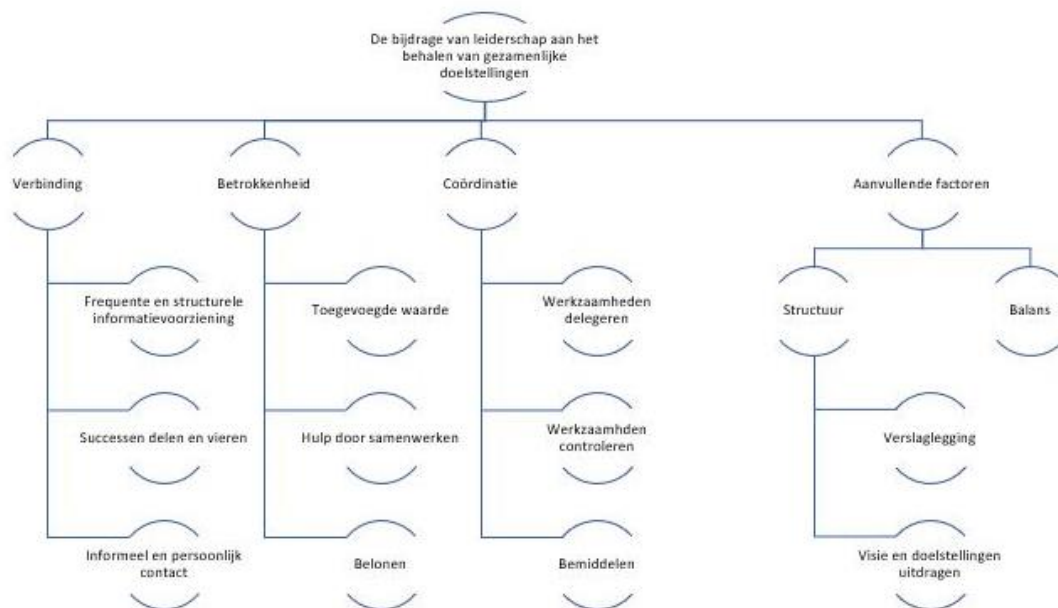 De bijdrage van leiderschap aan het
behalen van gezamenlijke
doelstellingen
Verbinding
Betrokkenheid
Coördinatie
Aanvullende factoren
Frequente en structurele
informatievoorziening
Toegevoegde waarde
Werkzaamheden
delegeren
Structuur
Balans
Successen delen en vieren
Hulp door samenwerken
Werkzaamhden
controleren
Verslaglegging
Informeel en persoonlijk
contact
Belonen
Bemiddelen
Visie en doelstellingen
uitdragen